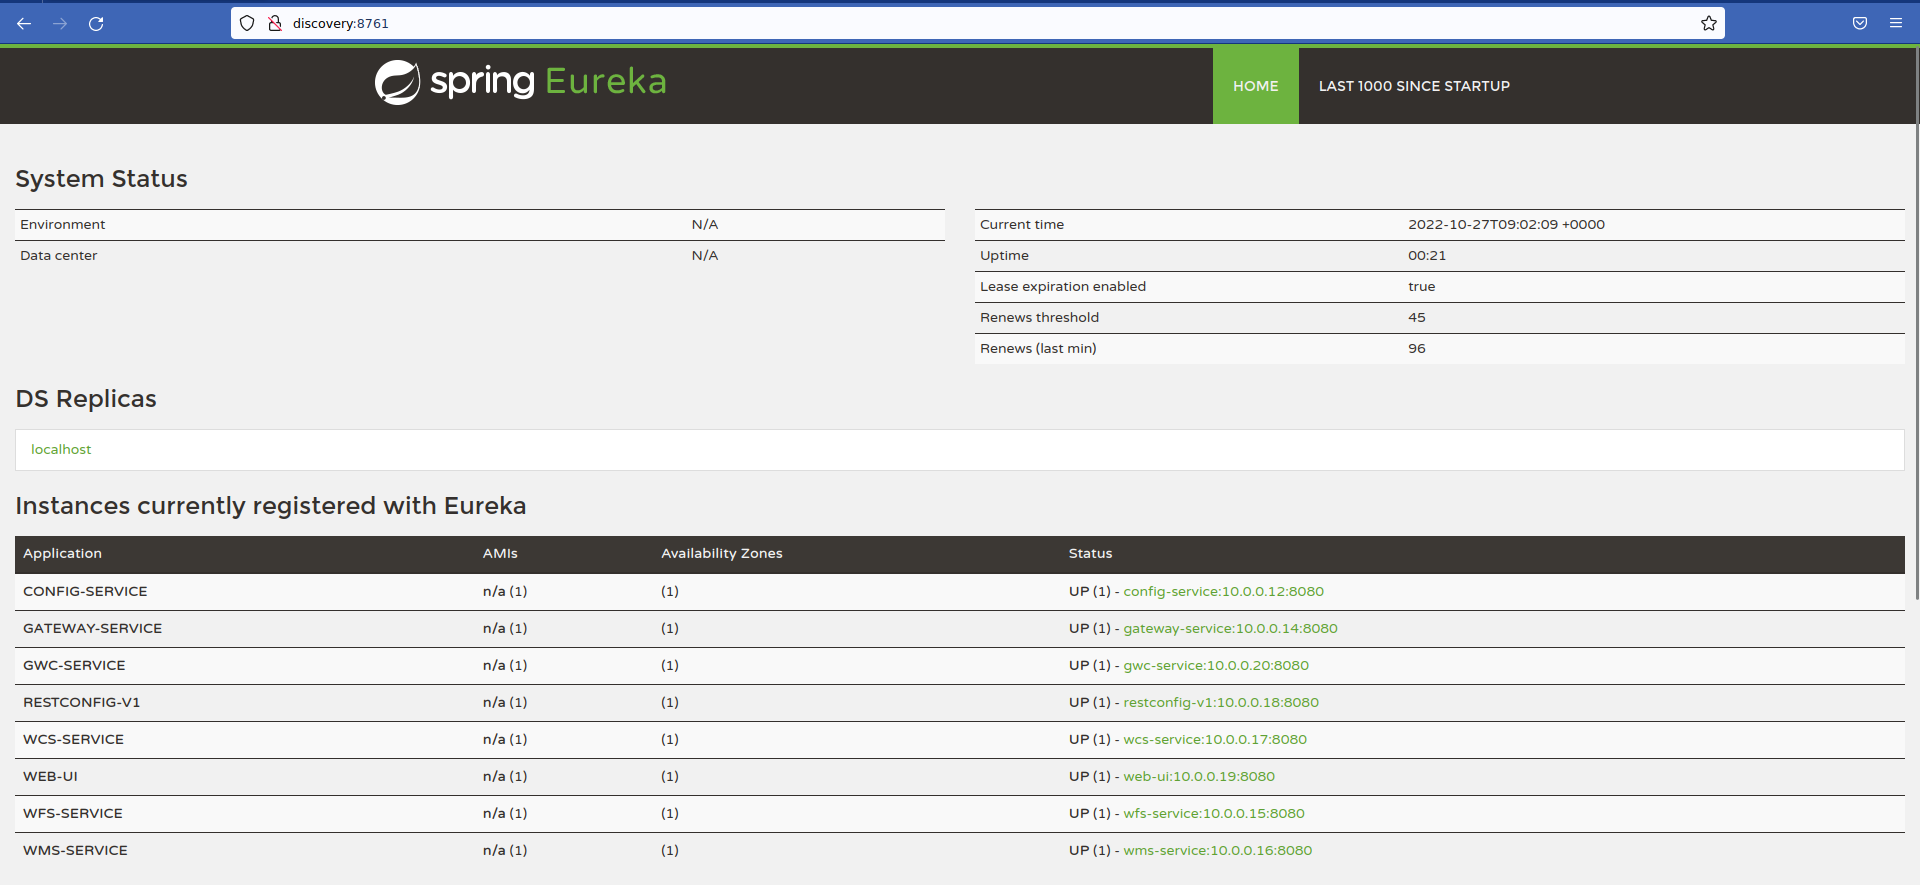 discovery:8761
spring Eureka
HOME LAST 1000 SINCE STARTUP
System Status
Environment N/A
Data center N/A
Current time 2022-10-27T09:02:09 +0000
Uptime 00:21
Lease expiration enabled true
Renews threshold 45
Renews (last min) 96
DS Replicas
localhost
Instances currently registered with Eureka
Application AMIs Availability Zones Status
CONFIG-SERVICE n/a (1) (1) UP (1) - config-service:10.0.0.12:8080
GATEWAY-SERVICE n/a (1) (1) UP (1) - gateway-service:10.0.0.14:8080
GWC-SERVICE n/a (1) (1) UP (1) - gwc-service:10.0.0.20:8080
RESTCONFIG-V1 n/a (1) (1) UP (1) - restconfig-v1:10.0.0.18:8080
WCS-SERVICE n/a (1) (1) UP (1) - wcs-service:10.0.0.17:8080
WEB-UI n/a (1) (1) UP (1) - web-ui:10.0.0.19:8080
WFS-SERVICE n/a (1) (1) UP (1) - wfs-service:10.0.0.15:8080
WMS-SERVICE n/a (1) (1) UP (1) - wms-service:10.0.0.16:8080